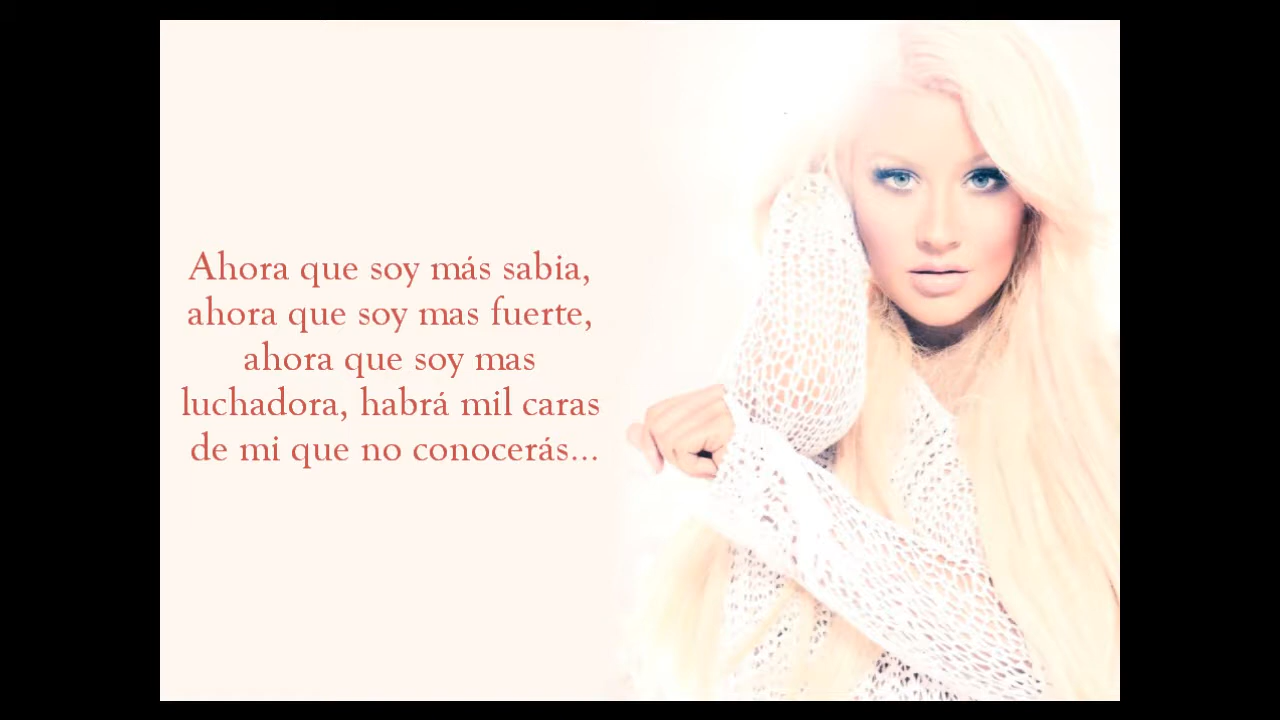 Ahora que soy más sabia,
ahora que soy mas fuerte,
ahora que soy mas
luchadora, habrá mil caras
de mi que no conocerás...